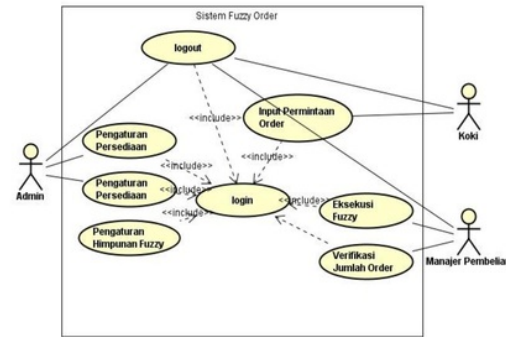 Sistem Fuzzy Order
logout
<<include>>
Input Permintaan
Order
Koki
Pengaturan
Persediaan
<<include>>
<<include>>
Admin
Pengaturan
Persediaan
<<include>>
login
<<include>>
Eksekusi
Fuzzy
<<include>>
Pengaturan
Himpunan Fuzzy
Verifikasi
Jumlah Order
Manajer Pembelia